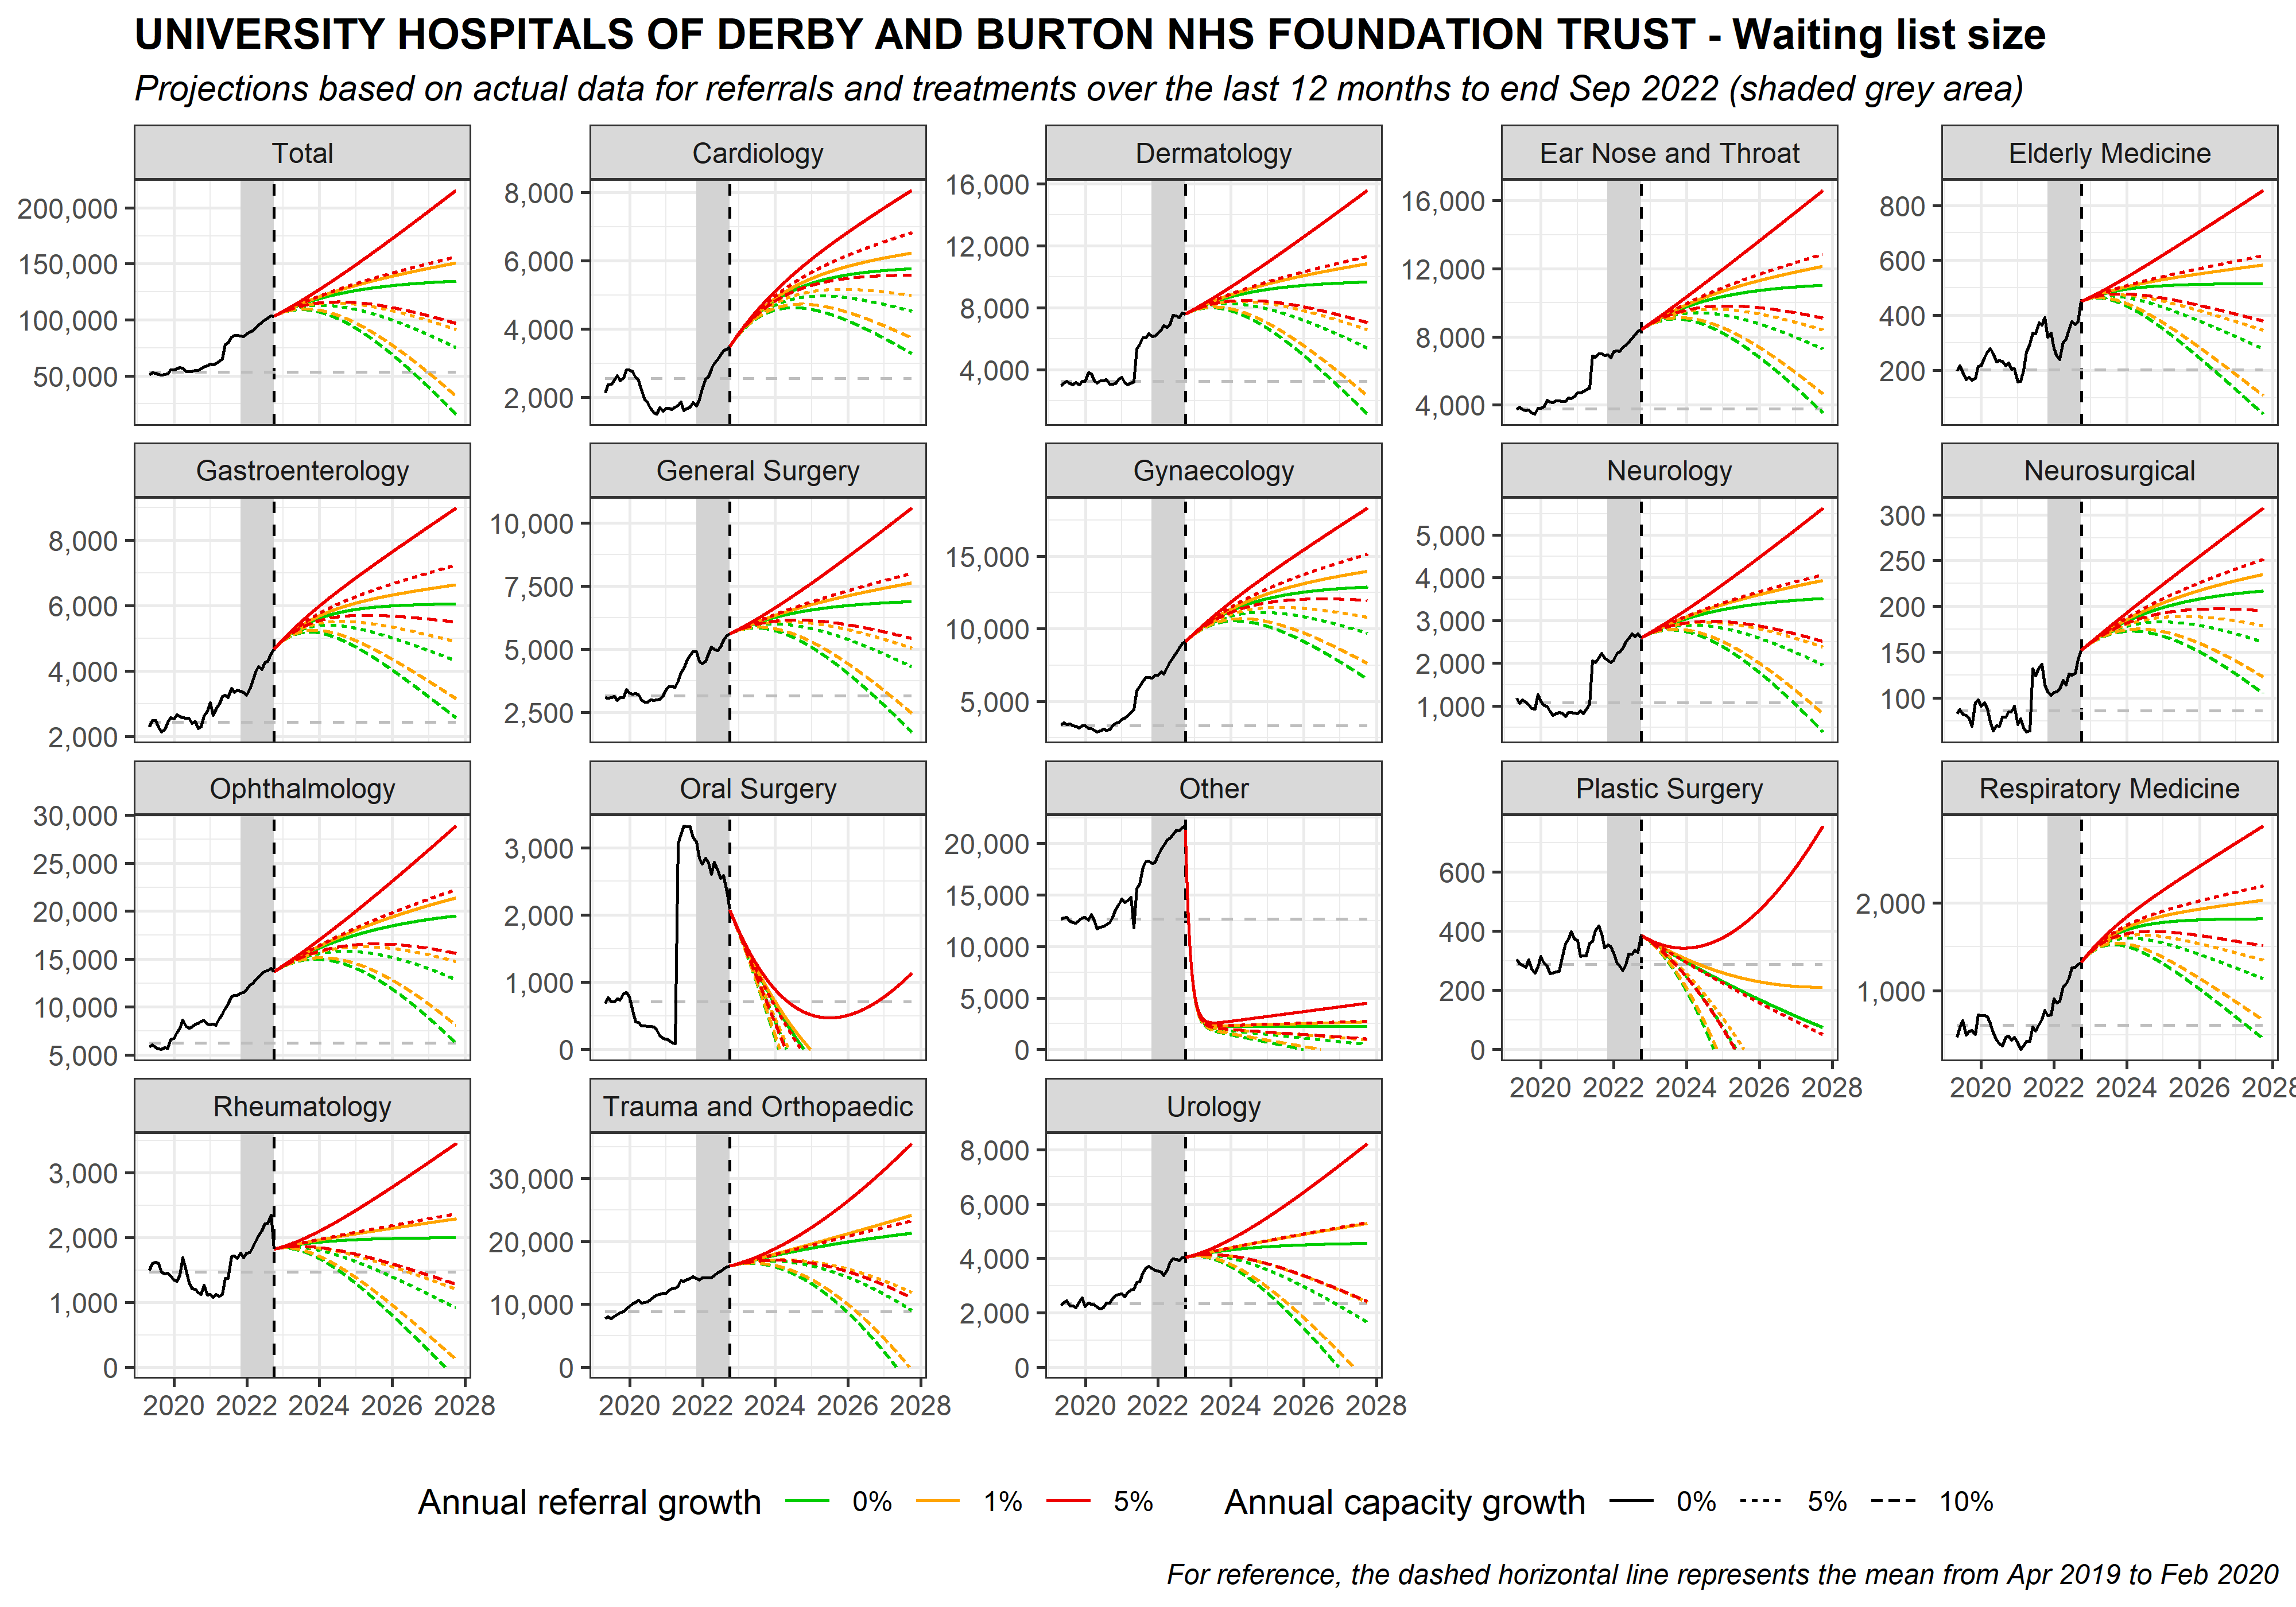 UNIVERSITY HOSPITALS OF DERBY AND BURTON NHS FOUNDATION TRUST - Waiting list size
Projections based on actual data for referrals and treatments over the last 12 months to end Sep 2022 (shaded grey area)
Total
200,000
150,000
100,000
50,000
Cardiology
8,000
6,000
4,000
2,000
Dermatology
16,000
12,000
8,000
4,000
Ear Nose and Throat
16,000
12,000
8,000
4,000
Elderly Medicine
800
600
400
200
Gastroenterology
8,000
6,000
4,000
2,000
General Surgery
10,000
7,500
5,000
2,500
Gynaecology
15,000
10,000
5,000
Neurology
5,000
4,000
3,000
2,000
1,000
Neurosurgical
300
250
200
150
100
Ophthalmology
30,000
25,000
20,000
15,000
10,000
5,000
Oral Surgery
3,000
2,000
1,000
0
Other
20,000
15,000
10,000
5,000
0
Plastic Surgery
600
400
200
0
2020 2022 2024 2026 2028
Respiratory Medicine
2,000
1,000
2020 2022 2024 2026 2028
Rheumatology
3,000
2,000
1,000
0
2020 2022 2024 2026 2028
Trauma and Orthopaedic
30,000
20,000
10,000
0
2020 2022 2024 2026 2028
Urology
8,000
6,000
4,000
2,000
0
2020 2022 2024 2026 2028
Annual referral growth 0% 1% 5% Annual capacity growth 0% 5% 10%
For reference, the dashed horizontal line represents the mean from Apr 2019 to Feb 2020